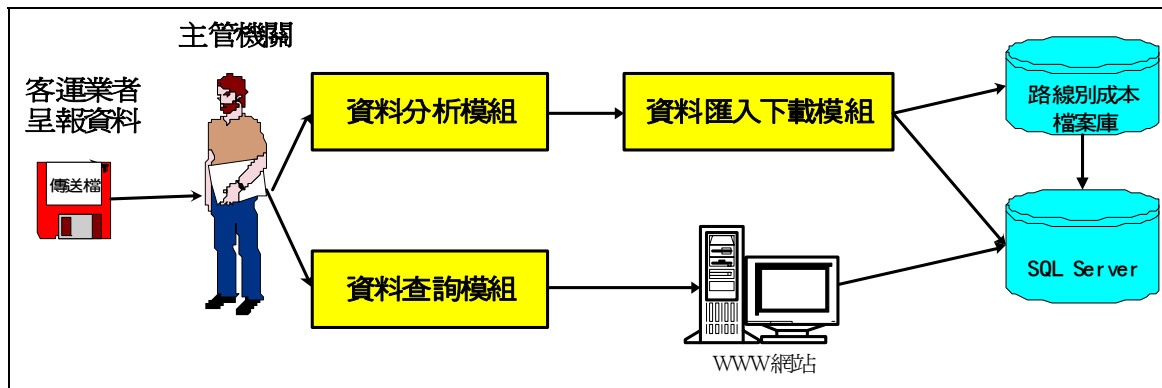 主管機關
客運業者
呈報資料
傳送檔
資料分析模組
資料匯入下載模組
路線別成本
檔案庫
資料查詢模組
SQL Server
WWW網站